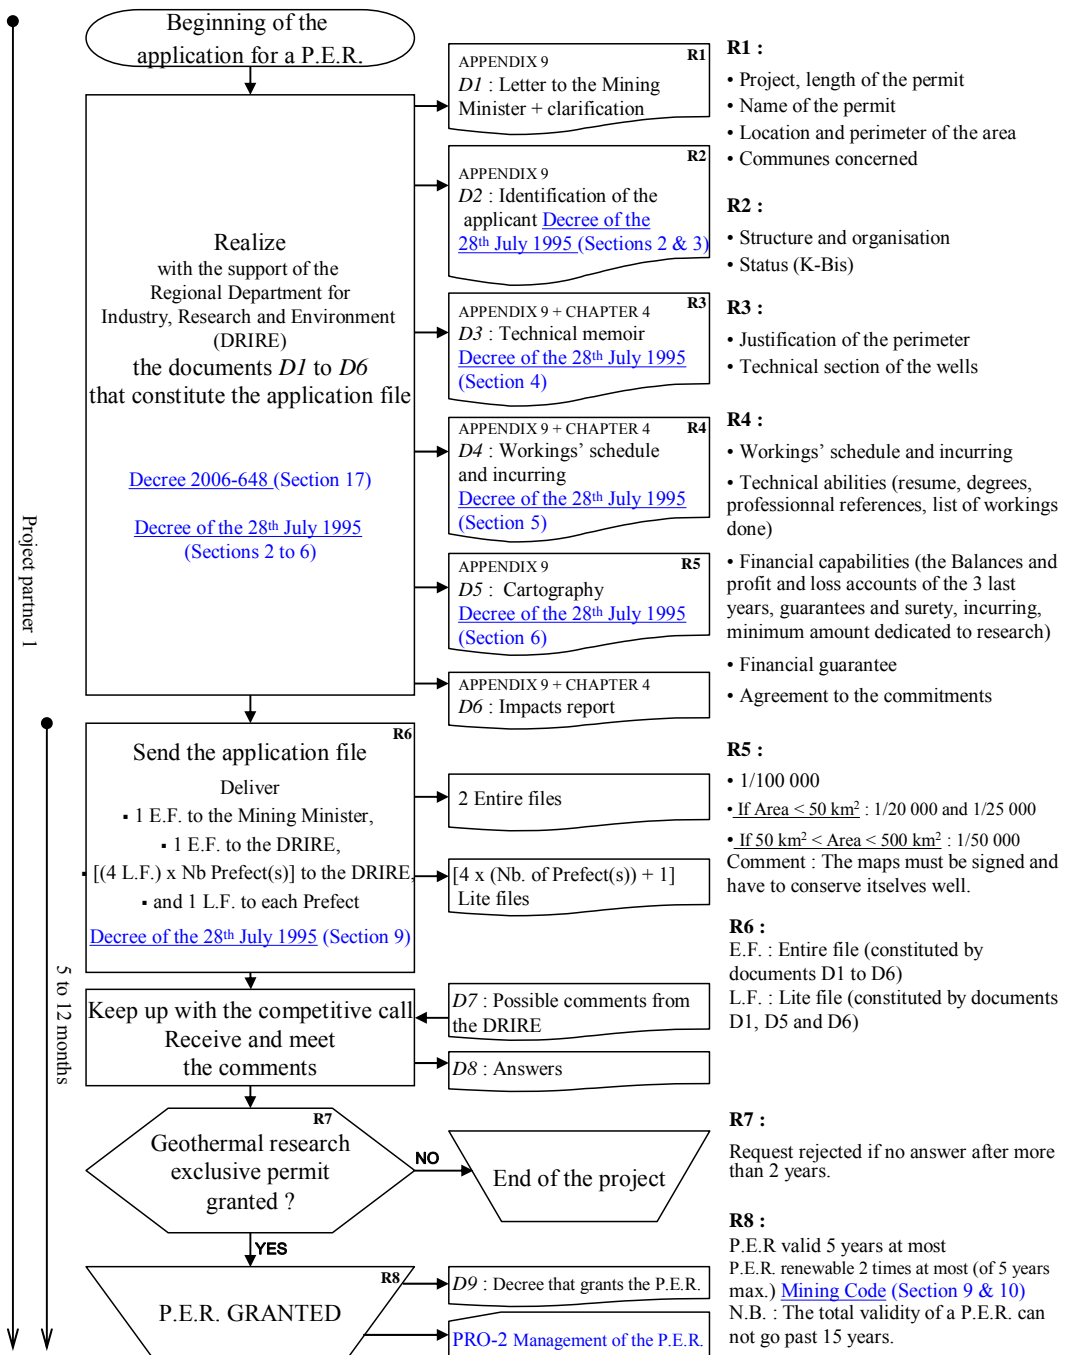 Beginning of the
application for a P.E.R.
Realize
with the support of the
Regional Department for
Industry, Research and Environment
(DRIRE)
the documents D1 to D6
that constitute the application file
Decree 2006-648 (Section 17)
Decree of the 28th July 1995
(Sections 2 to 6)
APPENDIX 9 R1
D1 : Letter to the Mining
Minister + clarification
R2
APPENDIX 9
D2 : Identification of the
applicant Decree of the
28th July 1995 (Sections 2 & 3)
APPENDIX 9 + CHAPTER 4 R3
D3 : Technical memoir
Decree of the 28th July 1995
(Section 4)
APPENDIX 9 + CHAPTER 4 R4
D4 : Workings' schedule
and incurring
Decree of the 28th July 1995
(Section 5)
APPENDIX 9 R5
D5 : Cartography
Decree of the 28th July 1995
(Section 6)
APPENDIX 9 + CHAPTER 4
D6 : Impacts report
Project partner 1
5 to 12 months
R6
Send the application file
Deliver
▪ 1 E.F. to the Mining Minister,
▪ 1 E.F. to the DRIRE,
▪ [(4 L.F.) x Nb Prefect(s)] to the DRIRE,
▪ and 1 L.F. to each Prefect
Decree of the 28th July 1995 (Section 9)
2 Entire files
[4 x (Nb. of Prefect(s)) + 1]
Lite files
Keep up with the competitive call
Receive and meet
the comments
D7 : Possible comments from
the DRIRE
D8 : Answers
R7
Geothermal research
exclusive permit
granted ?
NO
End of the project
YES
R8
P.E.R. GRANTED
D9 : Decree that grants the P.E.R.
PRO-2 Management of the P.E.R.
R1 :
• Project, length of the permit
• Name of the permit
• Location and perimeter of the area
• Communes concerned
R2 :
• Structure and organisation
• Status (K-Bis)
R3 :
• Justification of the perimeter
• Technical section of the wells
R4 :
• Workings' schedule and incurring
• Technical abilities (resume, degrees,
professionnal references, list of workings
done)
• Financial capabilities (the Balances and
profit and loss accounts of the 3 last
years, guarantees and surety, incurring,
minimum amount dedicated to research)
• Financial guarantee
• Agreement to the commitments
R5 :
• 1/100 000
• If Area < 50 km² : 1/20 000 and 1/25 000
• If 50 km² < Area < 500 km² : 1/50 000
Comment : The maps must be signed and
have to conserve itselves well.
R6 :
E.F. : Entire file (constituted by
documents D1 to D6)
L.F. : Lite file (constituted by documents
D1, D5 and D6)
R7 :
Request rejected if no answer after more
than 2 years.
R8 :
P.E.R valid 5 years at most
P.E.R. renewable 2 times at most (of 5 years
max.) Mining Code (Section 9 & 10)
N.B. : The total validity of a P.E.R. can
not go past 15 years.